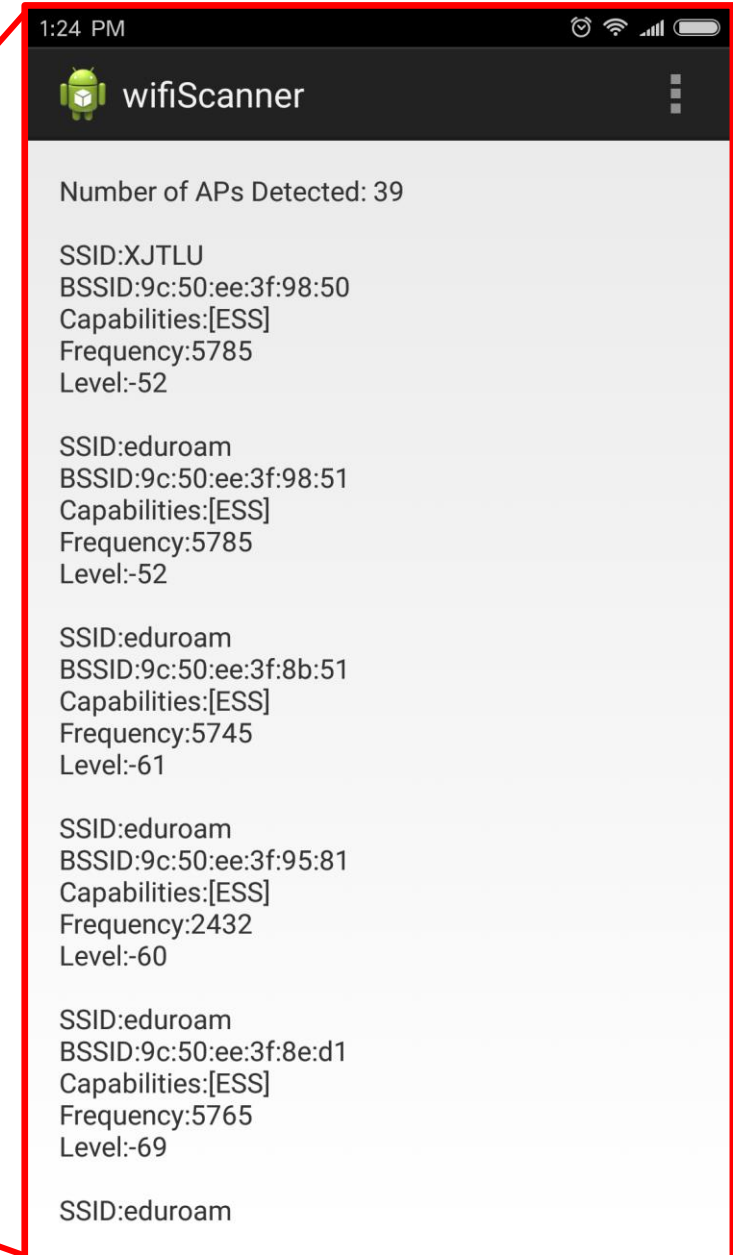 1:24 PM
wifiScanner
Number of APs Detected: 39
SSID:XJTLU
BSSID:9c:50:ee:3f:98:50
Capabilities:[ESS]
Frequency:5785
Level:-52
SSID:eduroam
BSSID:9c:50:ee:3f:98:51
Capabilities:[ESS]
Frequency:5785
Level:-52
SSID:eduroam
BSSID:9c:50:ee:3f:8b:51
Capabilities:[ESS]
Frequency:5745
Level:-61
SSID:eduroam
BSSID:9c:50:ee:3f:95:81
Capabilities:[ESS]
Frequency:2432
Level:-60
SSID:eduroam
BSSID:9c:50:ee:3f:8e:d1
Capabilities:[ESS]
Frequency:5765
Level:-69
SSID:eduroam